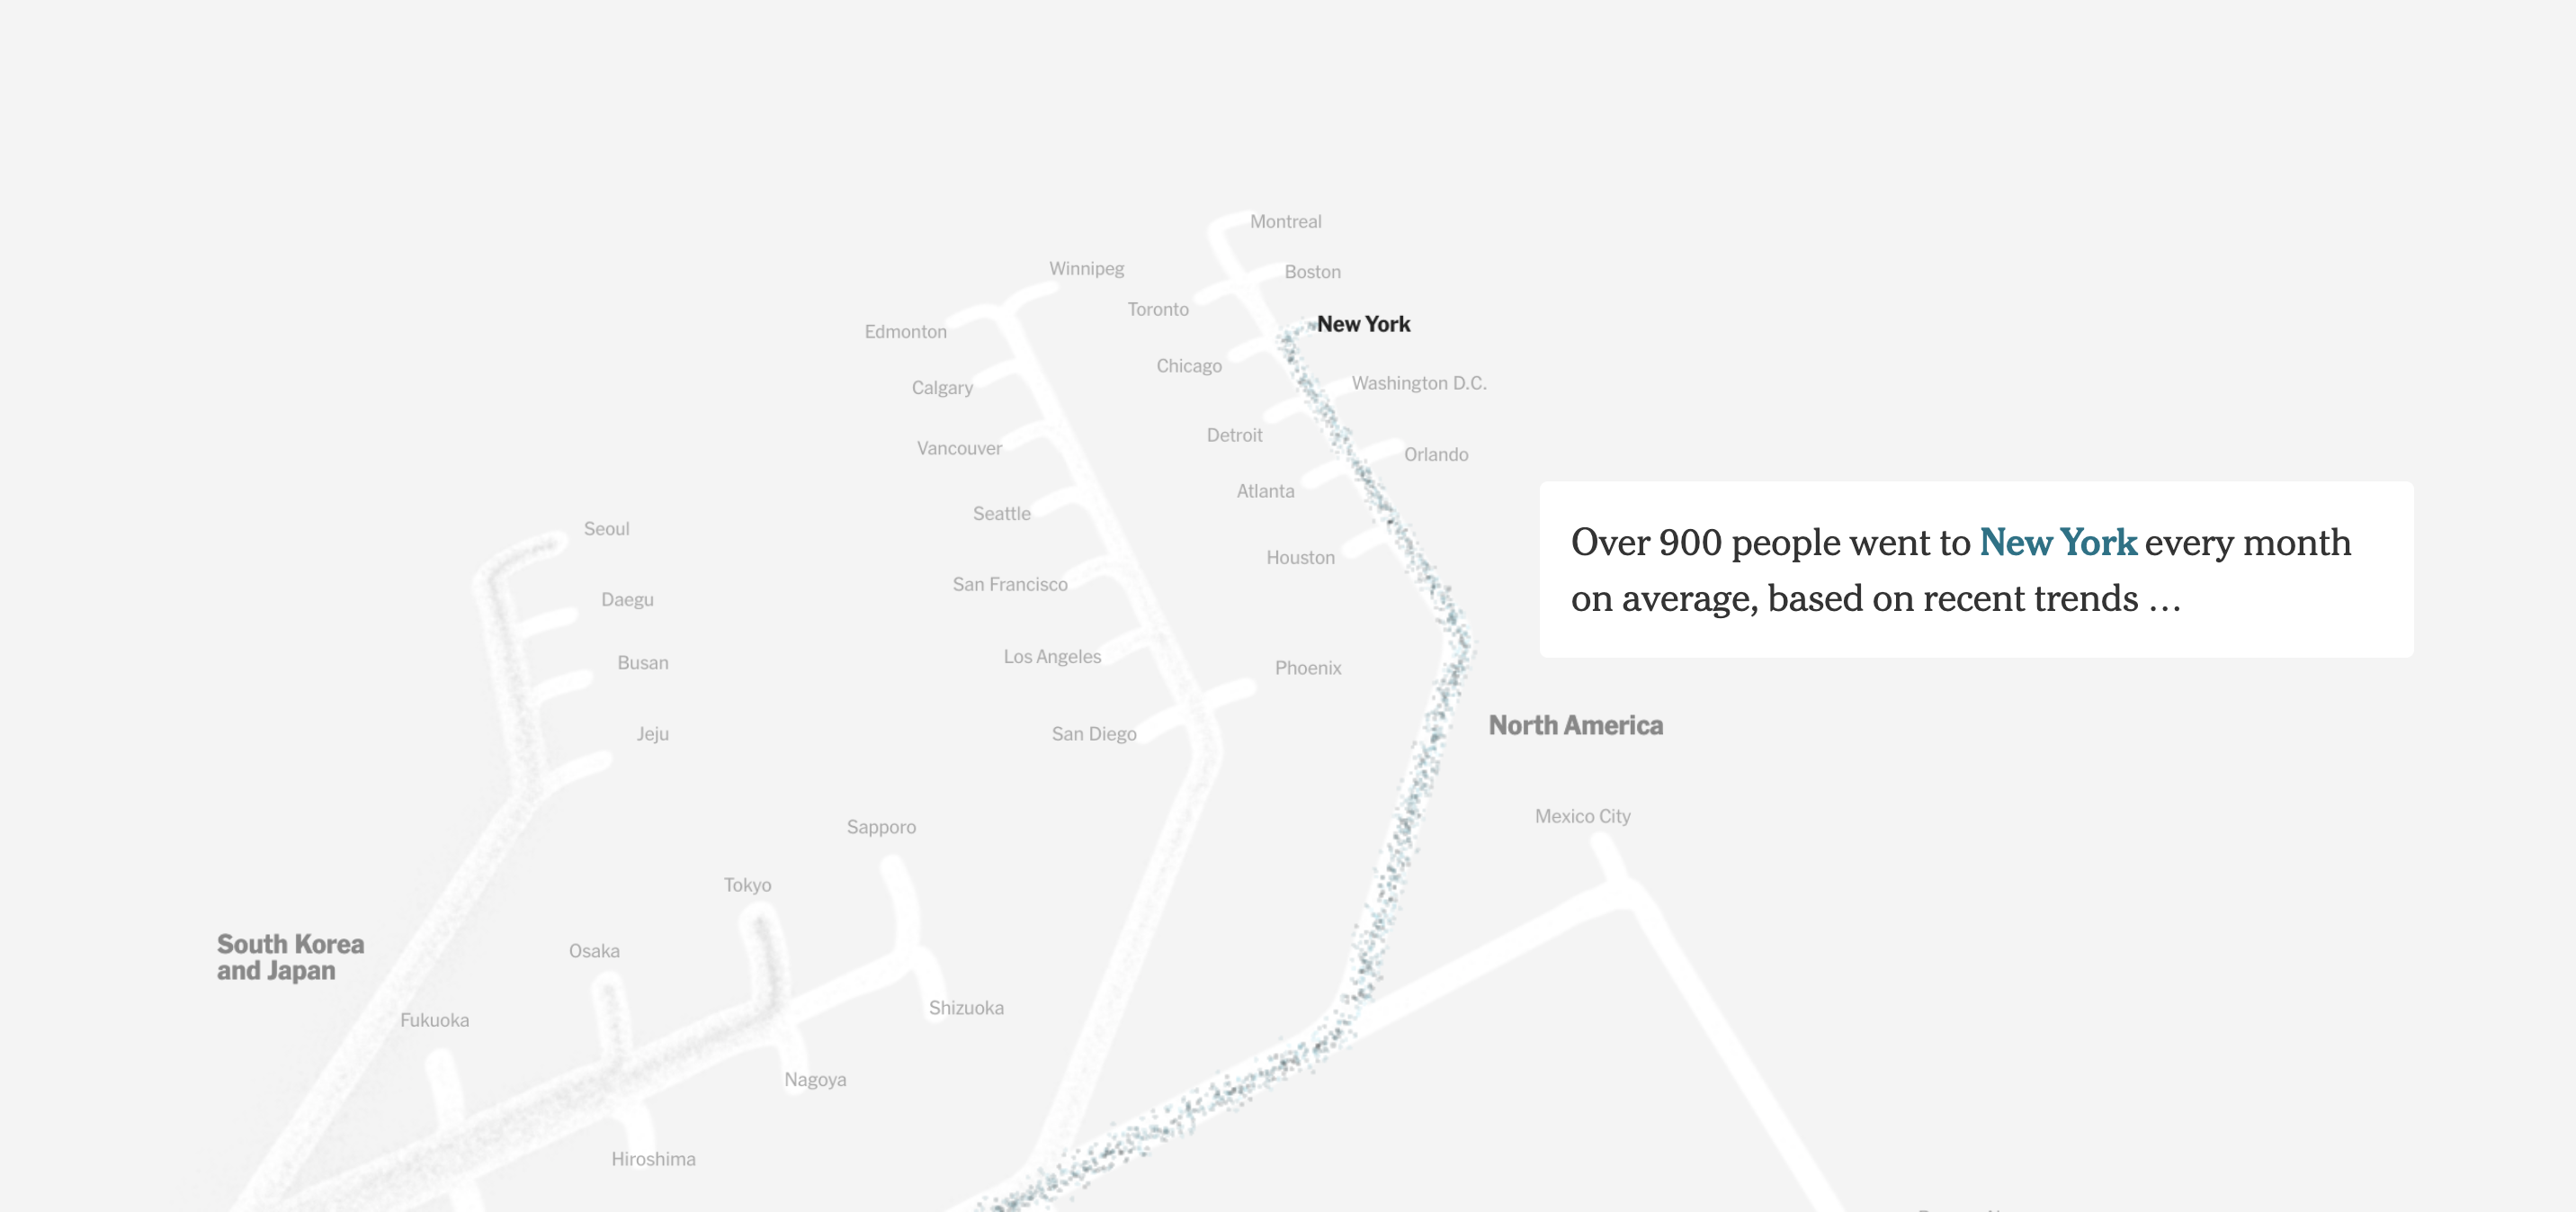 Montreal
Winnipeg
Boston
Toronto
New York
Edmonton
Chicago
Washington D.C.
Calgary
Detroit
Vancouver
Orlando
Atlanta
Seattle
Seoul
Houston
San Francisco
Daegu
Over 900 people went to New York every month
on average, based on recent trends …
Los Angeles
Busan
Phoenix
San Diego
Jeju
North America
Mexico City
Sapporo
Tokyo
South Korea
and Japan
Osaka
Shizuoka
Fukuoka
Nagoya
Hiroshima